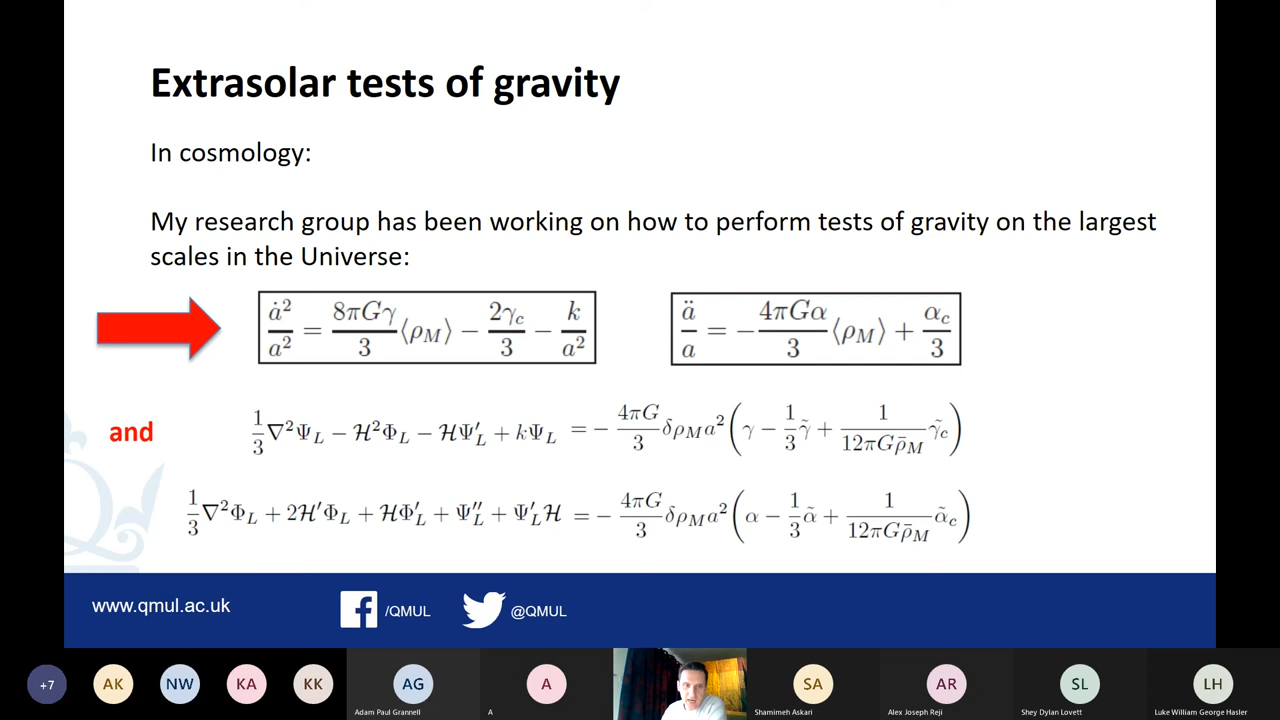 Extrasolar tests of gravity
In cosmology:
My research group has been working on how to perform tests of gravity on the largest
scales in the Universe:
ȧ²/a² = 8πGγ/3 ⟨ρ_M⟩ − 2γ_c/3 − k/a²
ä/a = − 4πGα/3 ⟨ρ_M⟩ + α_c/3
and
1/3 ∇²Ψ_L − ℋ²Φ_L − ℋΨ′_L + kΨ_L = − 4πG/3 δρ_M a² (γ − 1/3 γ̃ + 1/(12πGρ̄_M) γ̃_c)
1/3 ∇²Φ_L + 2ℋ′Φ_L + ℋΦ′_L + Ψ″_L + Ψ′_L ℋ = − 4πG/3 δρ_M a² (α − 1/3 α̃ + 1/(12πGρ̄_M) α̃_c)
www.qmul.ac.uk
/QMUL
@QMUL
+7
AK
NW
KA
KK
AG
A
SA
AR
SL
LH
Adam Paul Grannell
A
Shamimeh Askari
Alex Joseph Reji
Shey Dylan Lovett
Luke William George Hasler